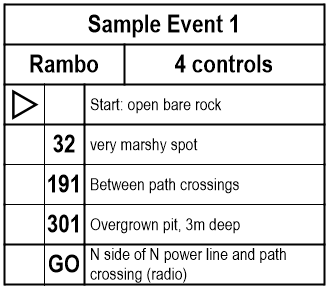 Sample Event 1
Rambo 4 controls
Start: open bare rock
32 very marshy spot
191 Between path crossings
301 Overgrown pit, 3m deep
GO N side of N power line and path
crossing (radio)